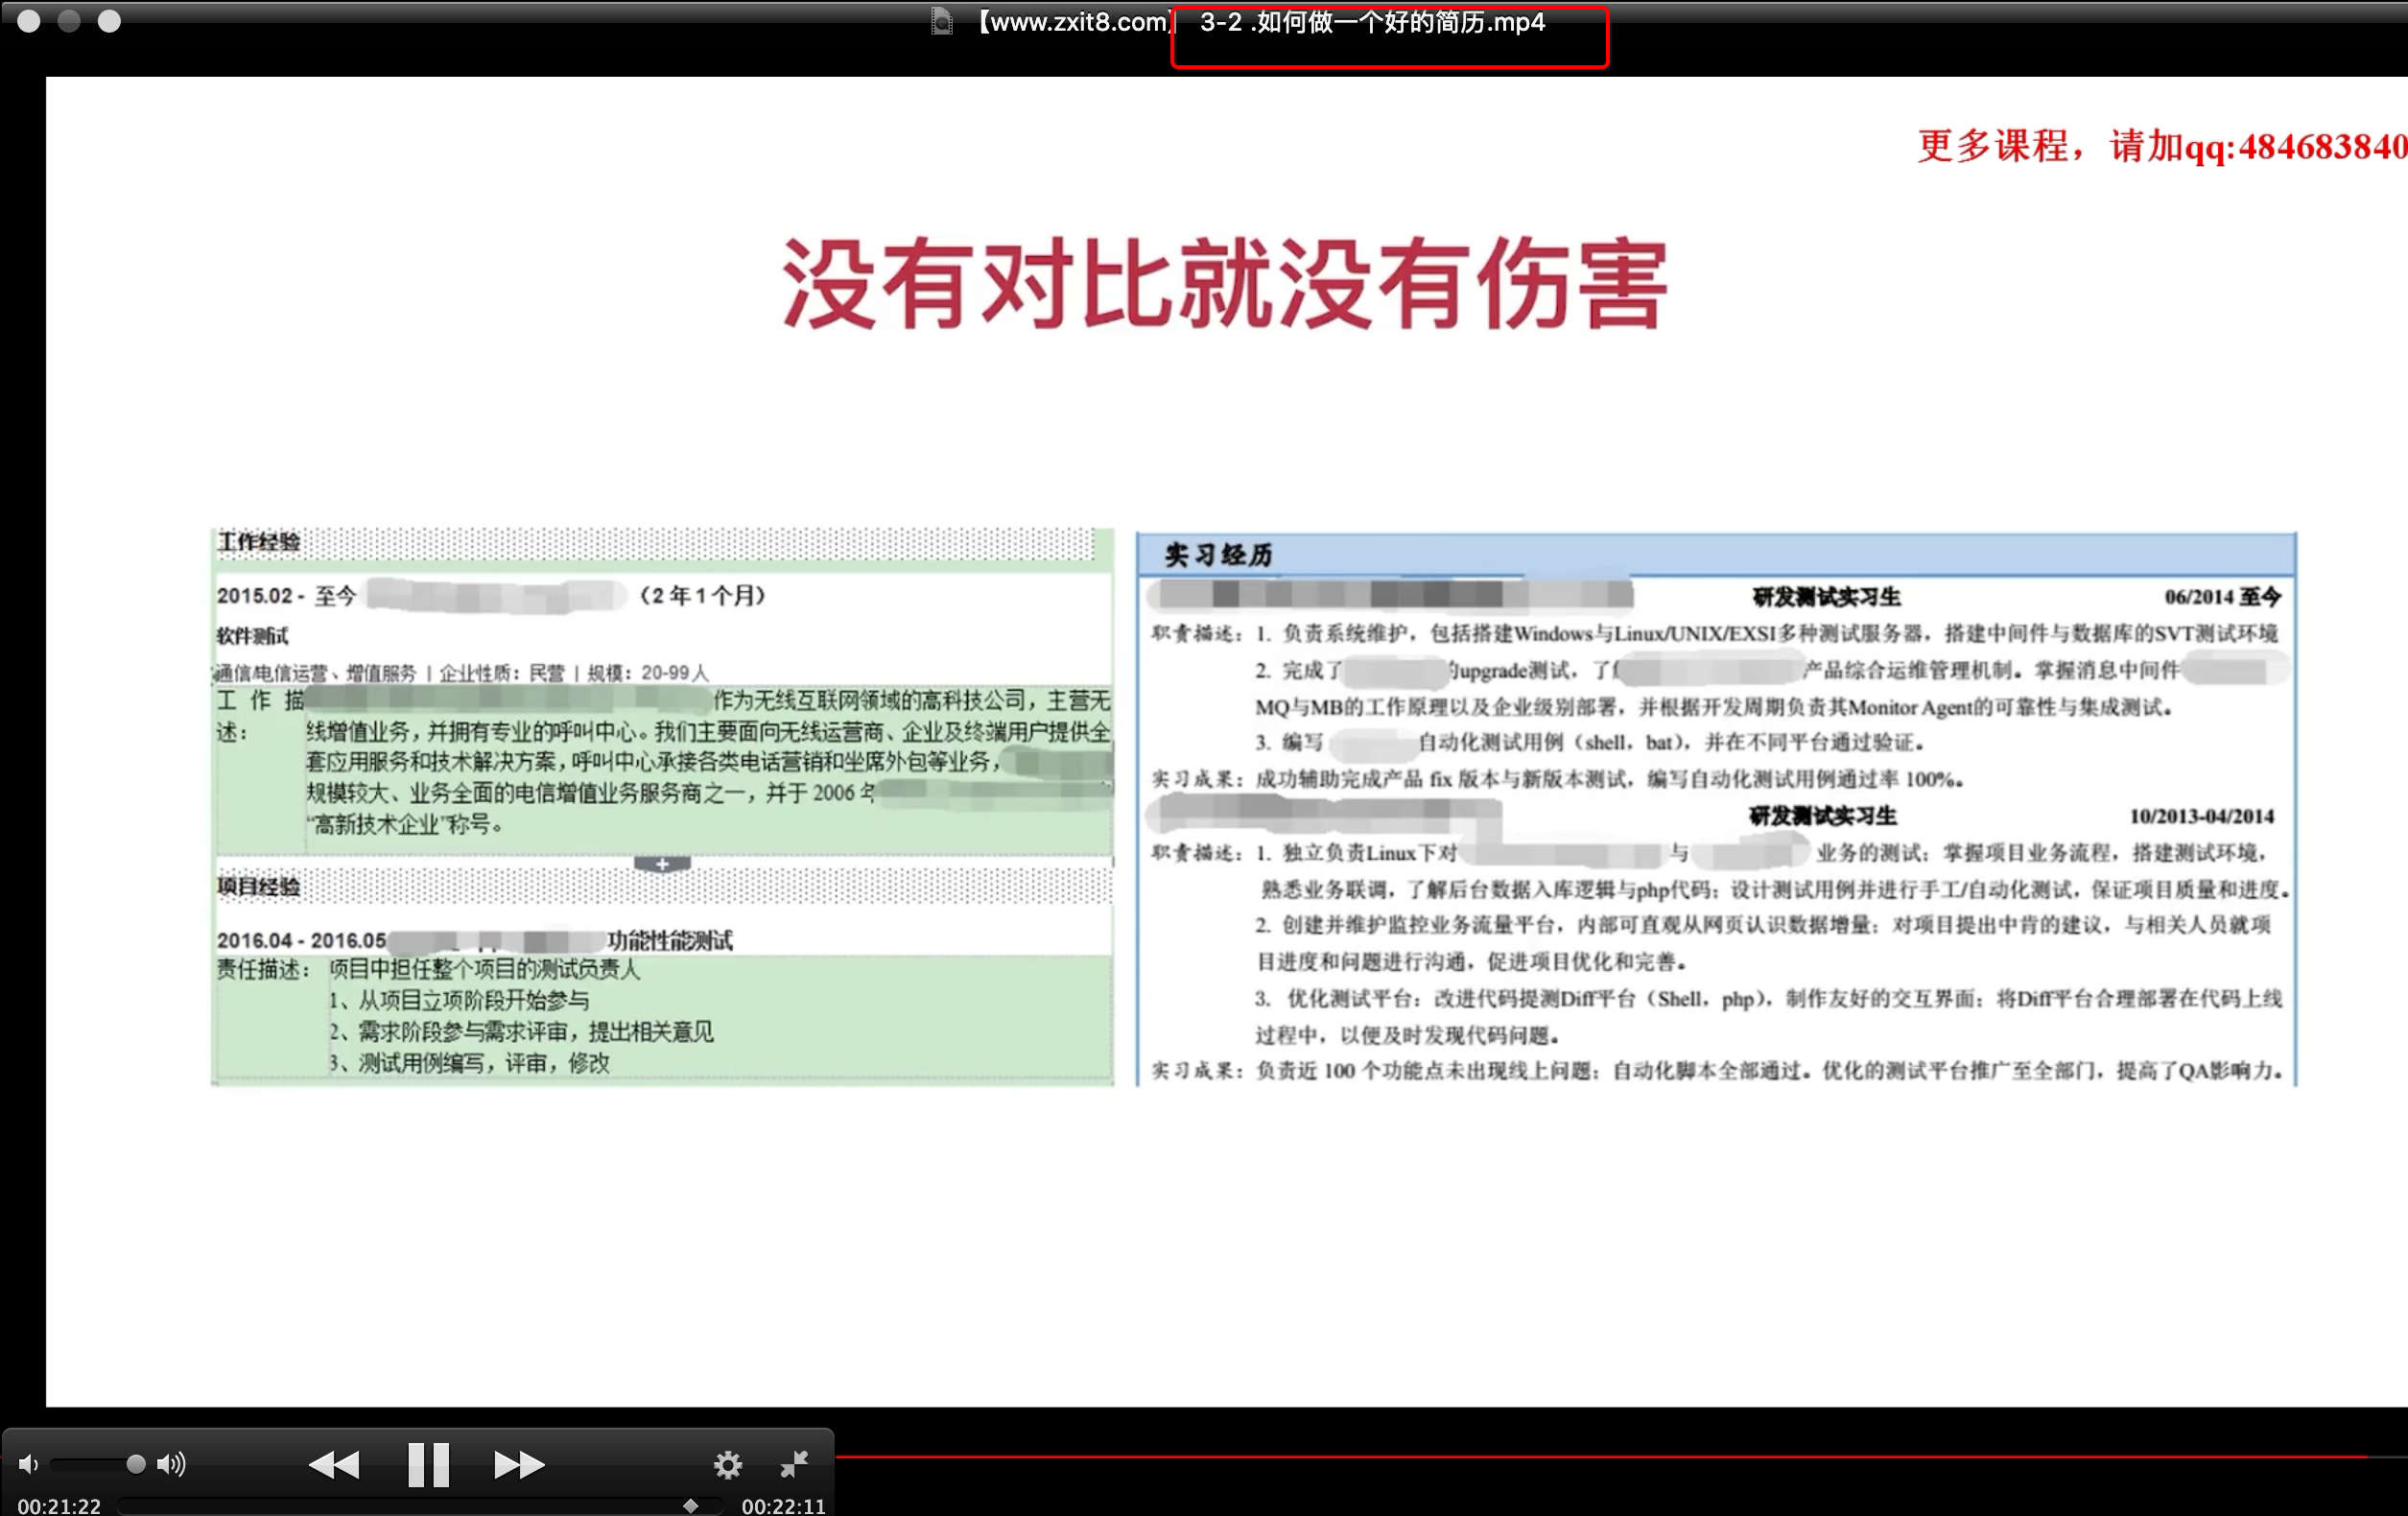 【www.zxit8.com】 3-2 .如何做一个好的简历.mp4
更多课程，请加qq:484683840
没有对比就没有伤害
工作经验
2015.02 - 至今 （2 年 1 个月）
软件测试
通信/电信运营、增值服务 | 企业性质：民营 | 规模：20-99人
工 作 描 作为无线互联网领域的高科技公司，主营无
述： 线增值业务，并拥有专业的呼叫中心。我们主要面向无线运营商、企业及终端用户提供全
套应用服务和技术解决方案，呼叫中心承接各类电话营销和坐席外包等业务，
规模较大、业务全面的电信增值业务服务商之一，并于 2006 年
“高新技术企业”称号。
项目经验
2016.04 - 2016.05 功能性能测试
责任描述： 项目中担任整个项目的测试负责人
1、从项目立项阶段开始参与
2、需求阶段参与需求评审，提出相关意见
3、测试用例编写，评审，修改
实习经历
研发测试实习生 06/2014 至今
职责描述：1. 负责系统维护，包括搭建Windows与Linux/UNIX/EXSI多种测试服务器，搭建中间件与数据库的SVT测试环境
2. 完成了 的upgrade测试，了 产品综合运维管理机制。掌握消息中间件
MQ与MB的工作原理以及企业级别部署，并根据开发周期负责其Monitor Agent的可靠性与集成测试。
3. 编写 自动化测试用例（shell，bat），并在不同平台通过验证。
实习成果：成功辅助完成产品 fix 版本与新版本测试，编写自动化测试用例通过率 100%。
研发测试实习生 10/2013-04/2014
职责描述：1. 独立负责Linux下对 与 业务的测试；掌握项目业务流程，搭建测试环境，
熟悉业务联调，了解后台数据入库逻辑与php代码；设计测试用例并进行手工/自动化测试，保证项目质量和进度。
2. 创建并维护监控业务流量平台，内部可直观从网页认识数据增量；对项目提出中肯的建议，与相关人员就项
目进度和问题进行沟通，促进项目优化和完善。
3. 优化测试平台：改进代码提测Diff平台（Shell，php），制作友好的交互界面；将Diff平台合理部署在代码上线
过程中，以便及时发现代码问题。
实习成果：负责近 100 个功能点未出现线上问题；自动化脚本全部通过。优化的测试平台推广至全部门，提高了QA影响力。
00:21:22 00:22:11